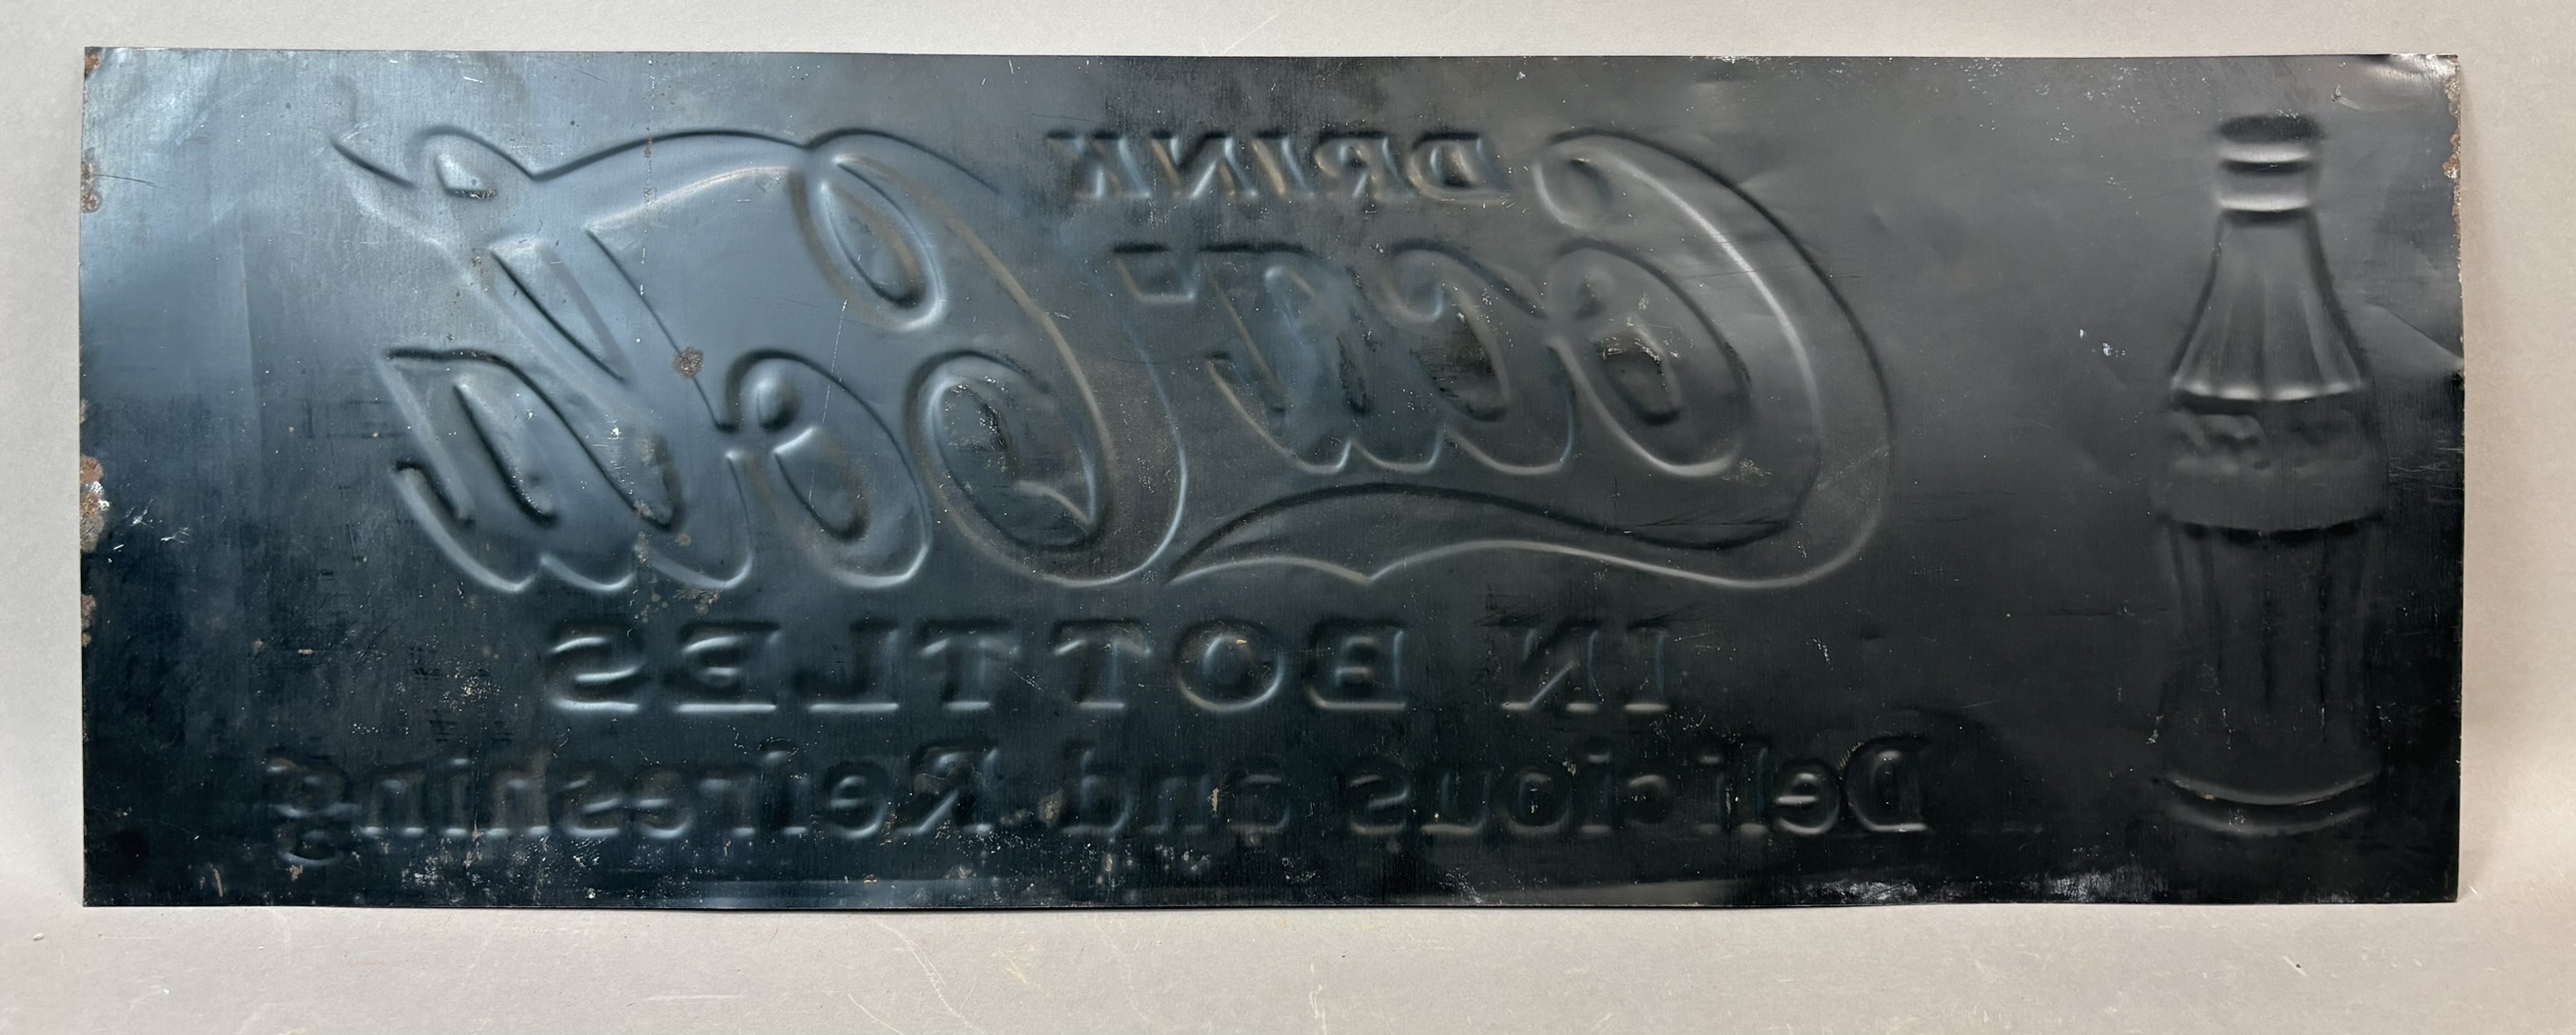 DRINK
Coca-Cola
IN BOTTLES
Delicious and Refreshing